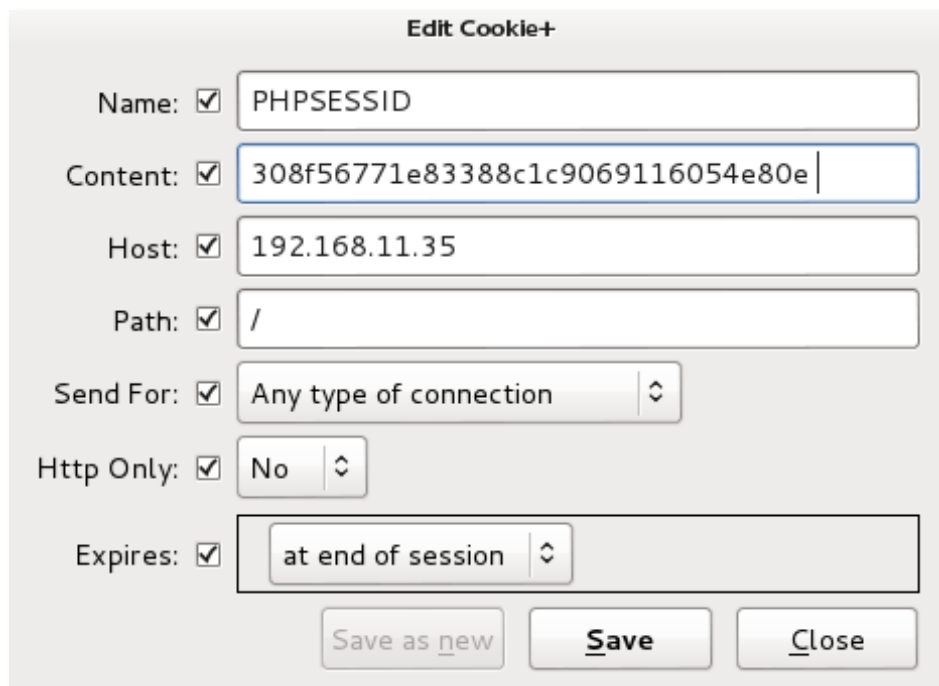 Edit Cookie+
Name: PHPSESSID
Content: 308f56771e83388c1c9069116054e80e
Host: 192.168.11.35
Path: /
Send For: Any type of connection
Http Only: No
Expires: at end of session
Save as new Save Close